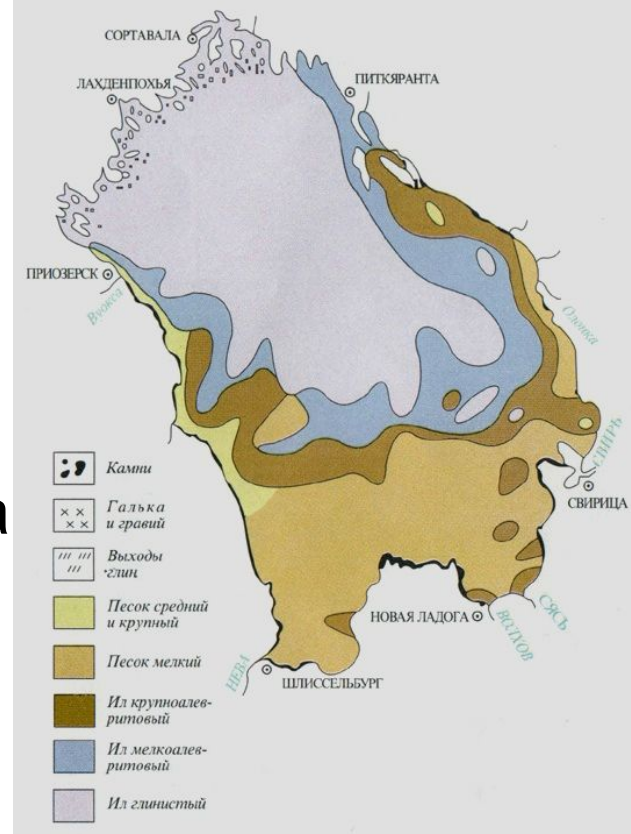 СОРТАВАЛА
ЛАХДЕНПОХЬЯ
ПИТКЯРАНТА
ПРИОЗЕРСК
Вуокса
Олонка
СВИРЬ
СВИРИЦА
СЯСЬ
ВОЛХОВ
НОВАЯ ЛАДОГА
НЕВА
ШЛИССЕЛЬБУРГ
а
Камни
Галька
и гравий
Выходы
глин
Песок средний
и крупный
Песок мелкий
Ил крупноалев-
ритовый
Ил мелкоалев-
ритовый
Ил глинистый